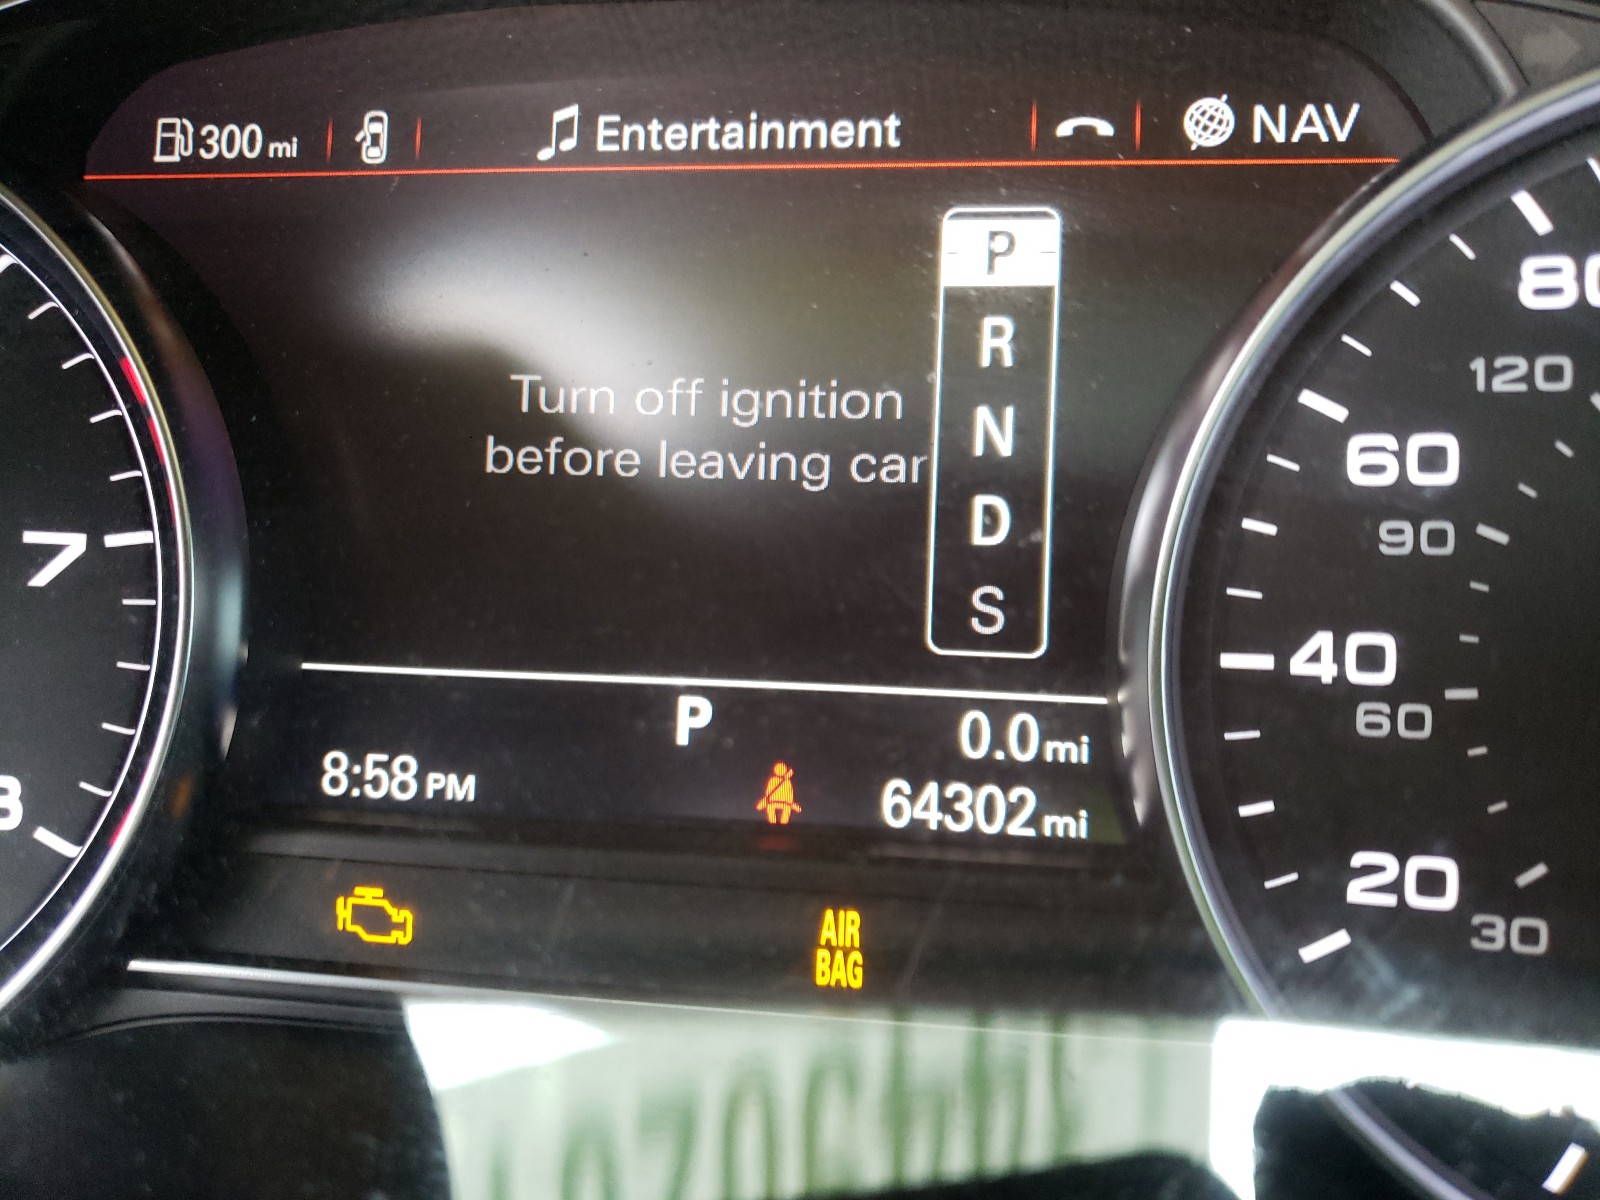 300 mi
Entertainment
NAV
Turn off ignition
before leaving car
P
R
N
D
S
P
0.0 mi
8:58 PM
64302 mi
AIR
BAG
7
8
80
120
60
90
40
60
20
30